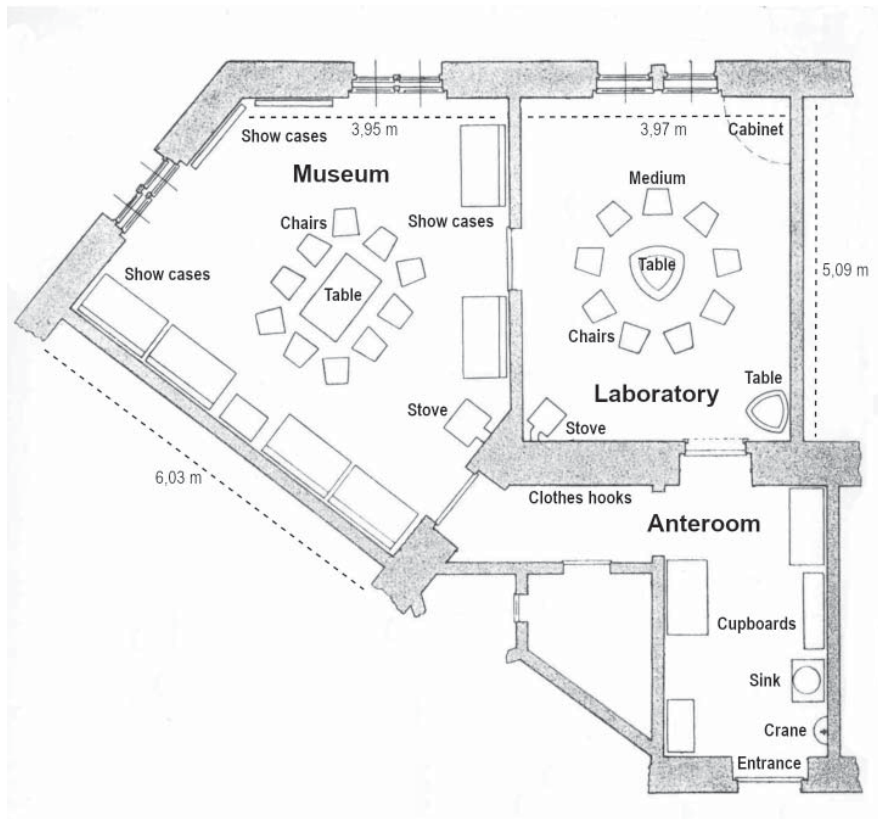 Show cases
3,95 m
3,97 m
Cabinet
Museum
Medium
Chairs
Show cases
Show cases
Table
Table
5,09 m
Chairs
Laboratory
Table
Stove
Stove
6,03 m
Clothes hooks
Anteroom
Cupboards
Sink
Crane
Entrance